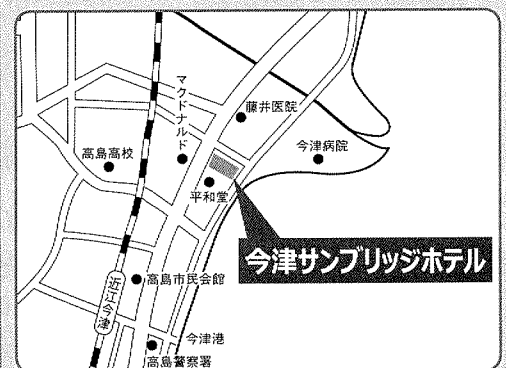 マクドナルド
藤井医院
高島高校
今津病院
平和堂
今津サンブリッジホテル
高島市民会館
近江今津
今津港
高島警察署